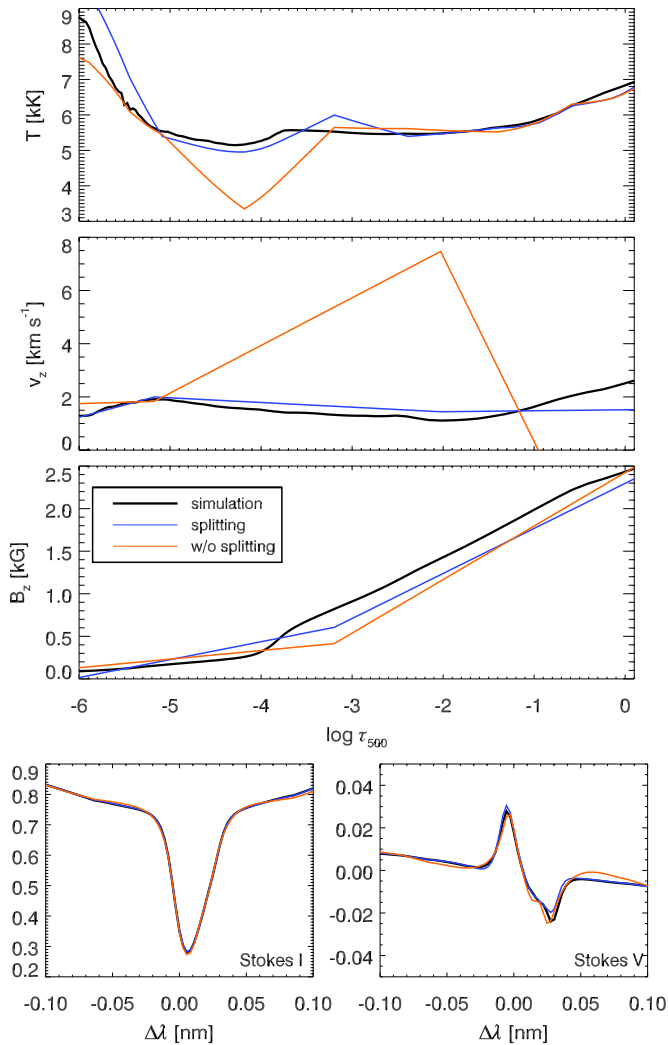 9
8
7
6
5
4
3
T [kK]
8
6
4
2
0
v_z [km s⁻¹]
2.5
2.0
1.5
1.0
0.5
0.0
B_z [kG]
simulation
splitting
w/o splitting
-6 -5 -4 -3 -2 -1 0
log τ₅₀₀
0.9
0.8
0.7
0.6
0.5
0.4
0.3
0.2
Stokes I
-0.10 -0.05 0.00 0.05 0.10
Δλ [nm]
0.04
0.02
0.00
-0.02
-0.04
Stokes V
-0.10 -0.05 0.00 0.05 0.10
Δλ [nm]